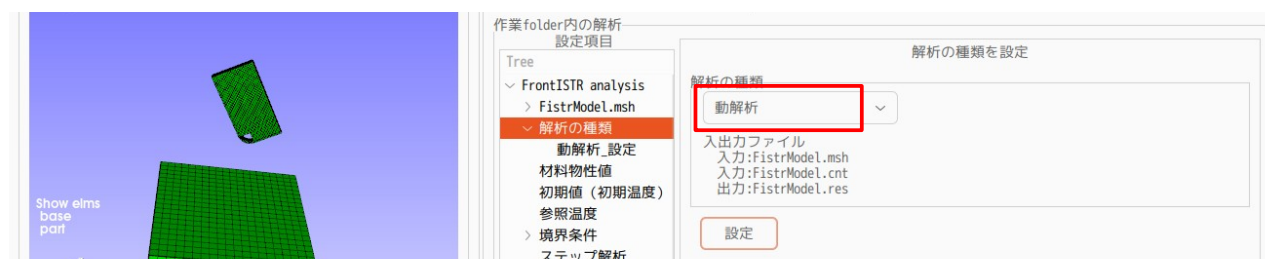 Show elms
base
part
作業folder内の解析
設定項目
Tree
FrontISTR analysis
FistrModel.msh
解析の種類
動解析_設定
材料物性値
初期値（初期温度）
参照温度
境界条件
ステップ解析
解析の種類を設定
解析の種類
動解析
入出力ファイル
入力:FistrModel.msh
入力:FistrModel.cnt
出力:FistrModel.res
設定